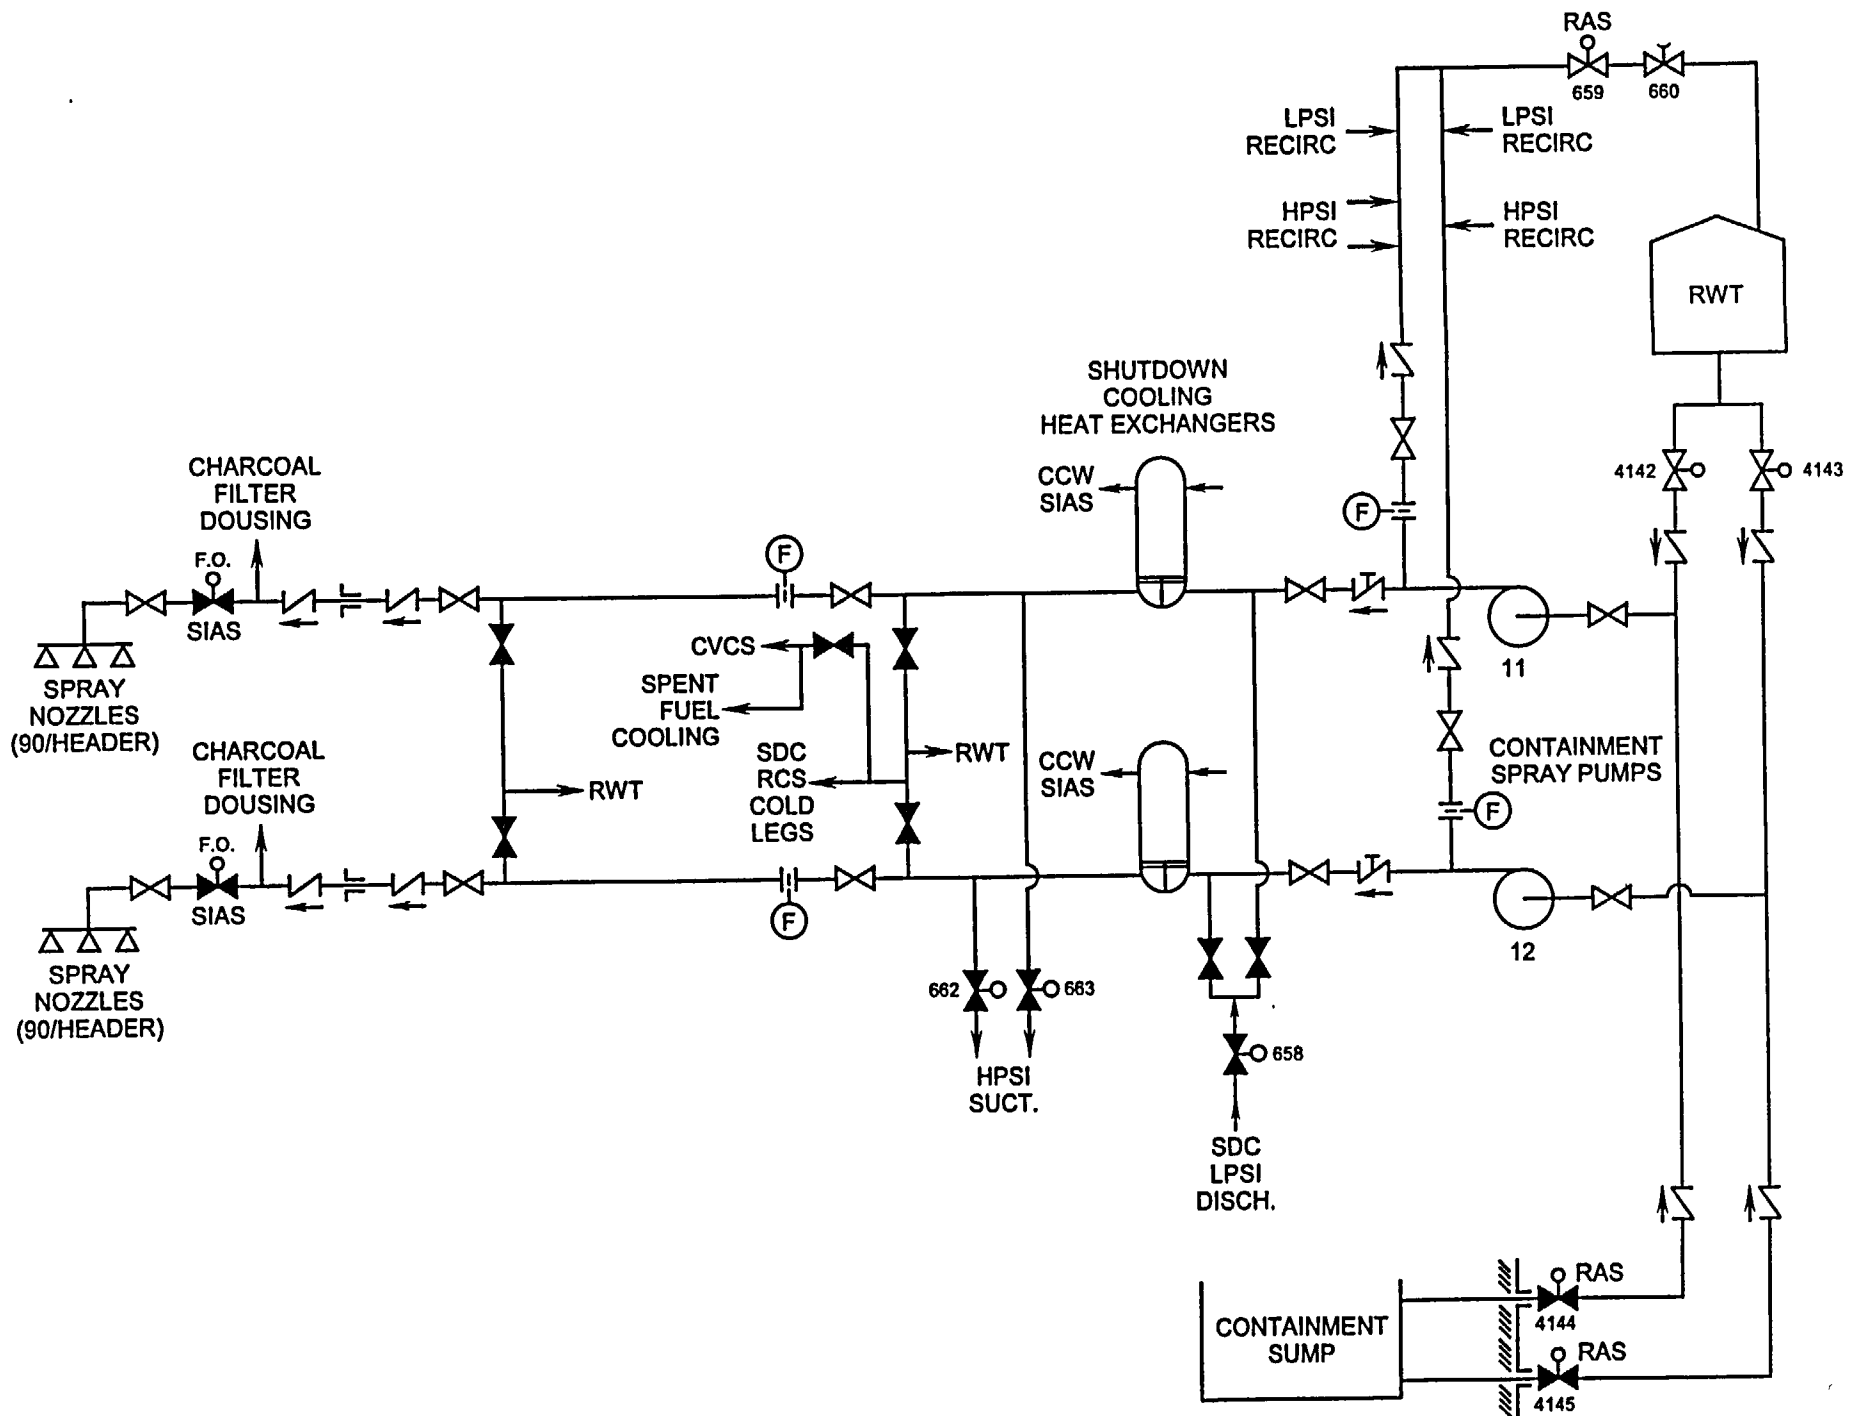 RAS
659
660
LPSI
RECIRC
LPSI
RECIRC
HPSI
RECIRC
HPSI
RECIRC
RWT
SHUTDOWN
COOLING
HEAT EXCHANGERS
CHARCOAL
FILTER
DOUSING
CCW
SIAS
4142
4143
F
F.O.
F
SIAS
CVCS
11
SPRAY
NOZZLES
(90/HEADER)
SPENT
FUEL
COOLING
CHARCOAL
FILTER
DOUSING
SDC
RCS
COLD
LEGS
RWT
CCW
SIAS
CONTAINMENT
SPRAY PUMPS
RWT
F
F.O.
SIAS
F
12
SPRAY
NOZZLES
(90/HEADER)
662
663
658
HPSI
SUCT.
SDC
LPSI
DISCH.
RAS
CONTAINMENT
SUMP
4144
RAS
4145